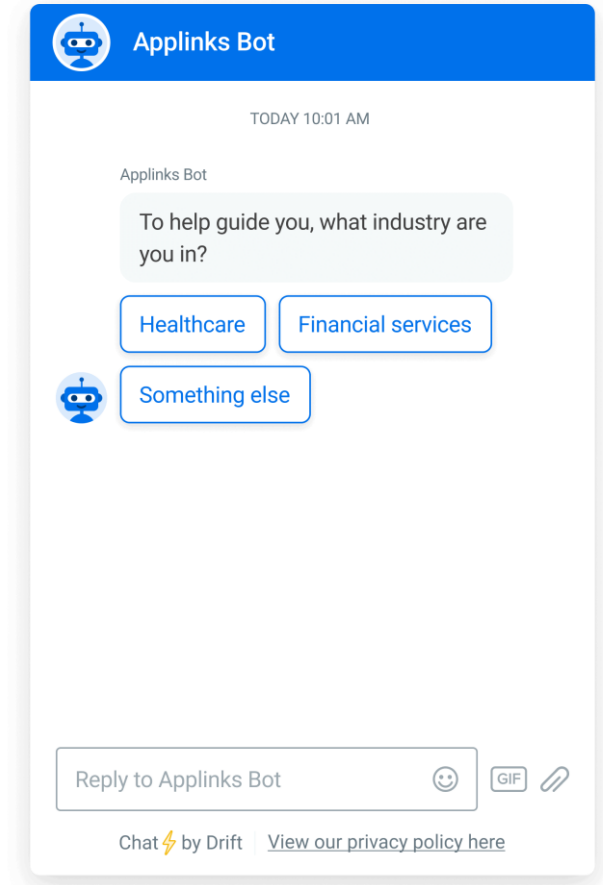 Applinks Bot
TODAY 10:01 AM
Applinks Bot
To help guide you, what industry are
you in?
Healthcare
Financial services
Something else
Reply to Applinks Bot
GIF
Chat by Drift
View our privacy policy here